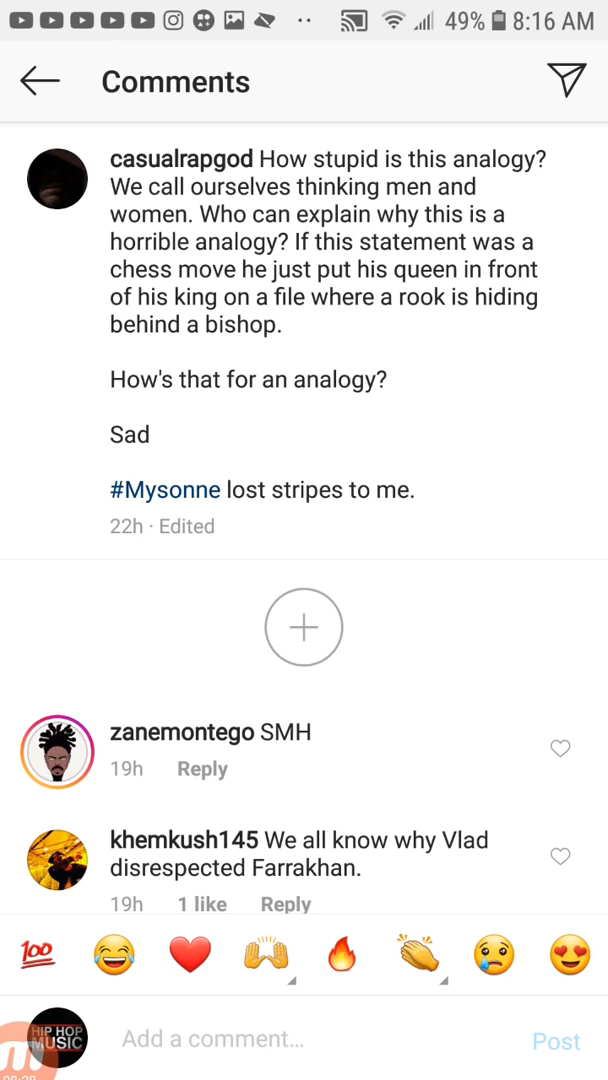 49% 8:16 AM
Comments
casualrapgod How stupid is this analogy?
We call ourselves thinking men and
women. Who can explain why this is a
horrible analogy? If this statement was a
chess move he just put his queen in front
of his king on a file where a rook is hiding
behind a bishop.
How's that for an analogy?
Sad
#Mysonne lost stripes to me.
22h · Edited
zanemontego SMH
19h Reply
khemkush145 We all know why Vlad
disrespected Farrakhan.
19h 1 like Reply
100
HIP HOP
MUSIC
Add a comment... Post